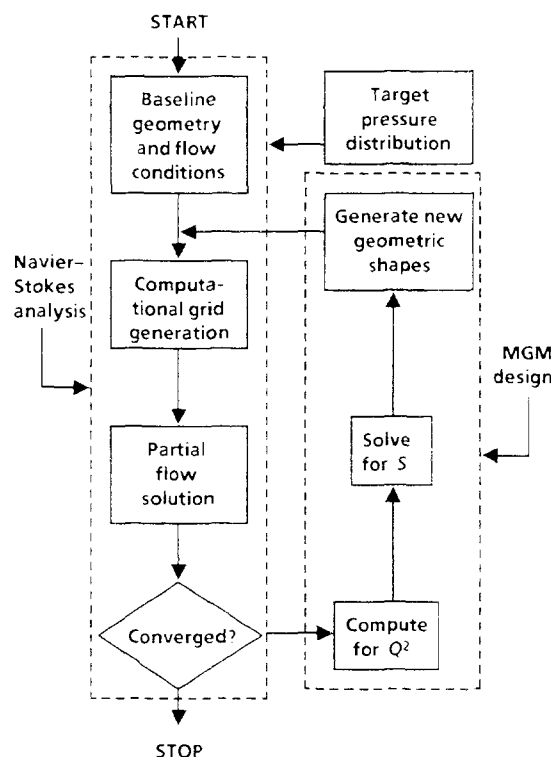 START
Baseline
geometry
and flow
conditions
Target
pressure
distribution
Generate new
geometric
shapes
Navier–
Stokes
analysis
Computa-
tional grid
generation
MGM
design
Partial
flow
solution
Solve
for S
Converged?
Compute
for Q²
STOP